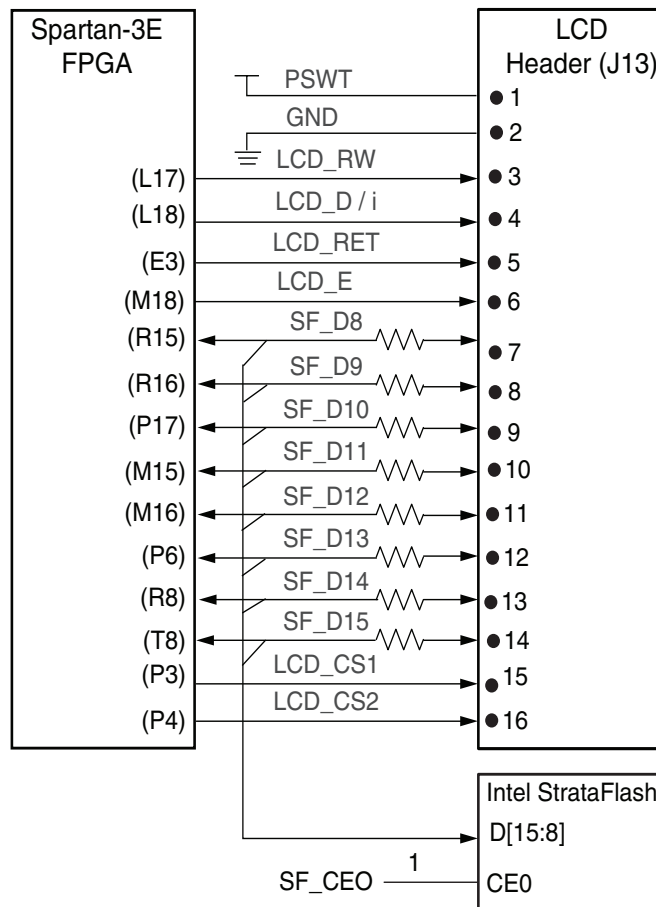 Spartan-3E
FPGA
LCD
Header (J13)
PSWT
1
GND
2
(L17)
LCD_RW
3
(L18)
LCD_D / i
4
(E3)
LCD_RET
5
(M18)
LCD_E
6
(R15)
SF_D8
7
(R16)
SF_D9
8
(P17)
SF_D10
9
(M15)
SF_D11
10
(M16)
SF_D12
11
(P6)
SF_D13
12
(R8)
SF_D14
13
(T8)
SF_D15
14
(P3)
LCD_CS1
15
(P4)
LCD_CS2
16
Intel StrataFlash
D[15:8]
SF_CEO
1
CE0